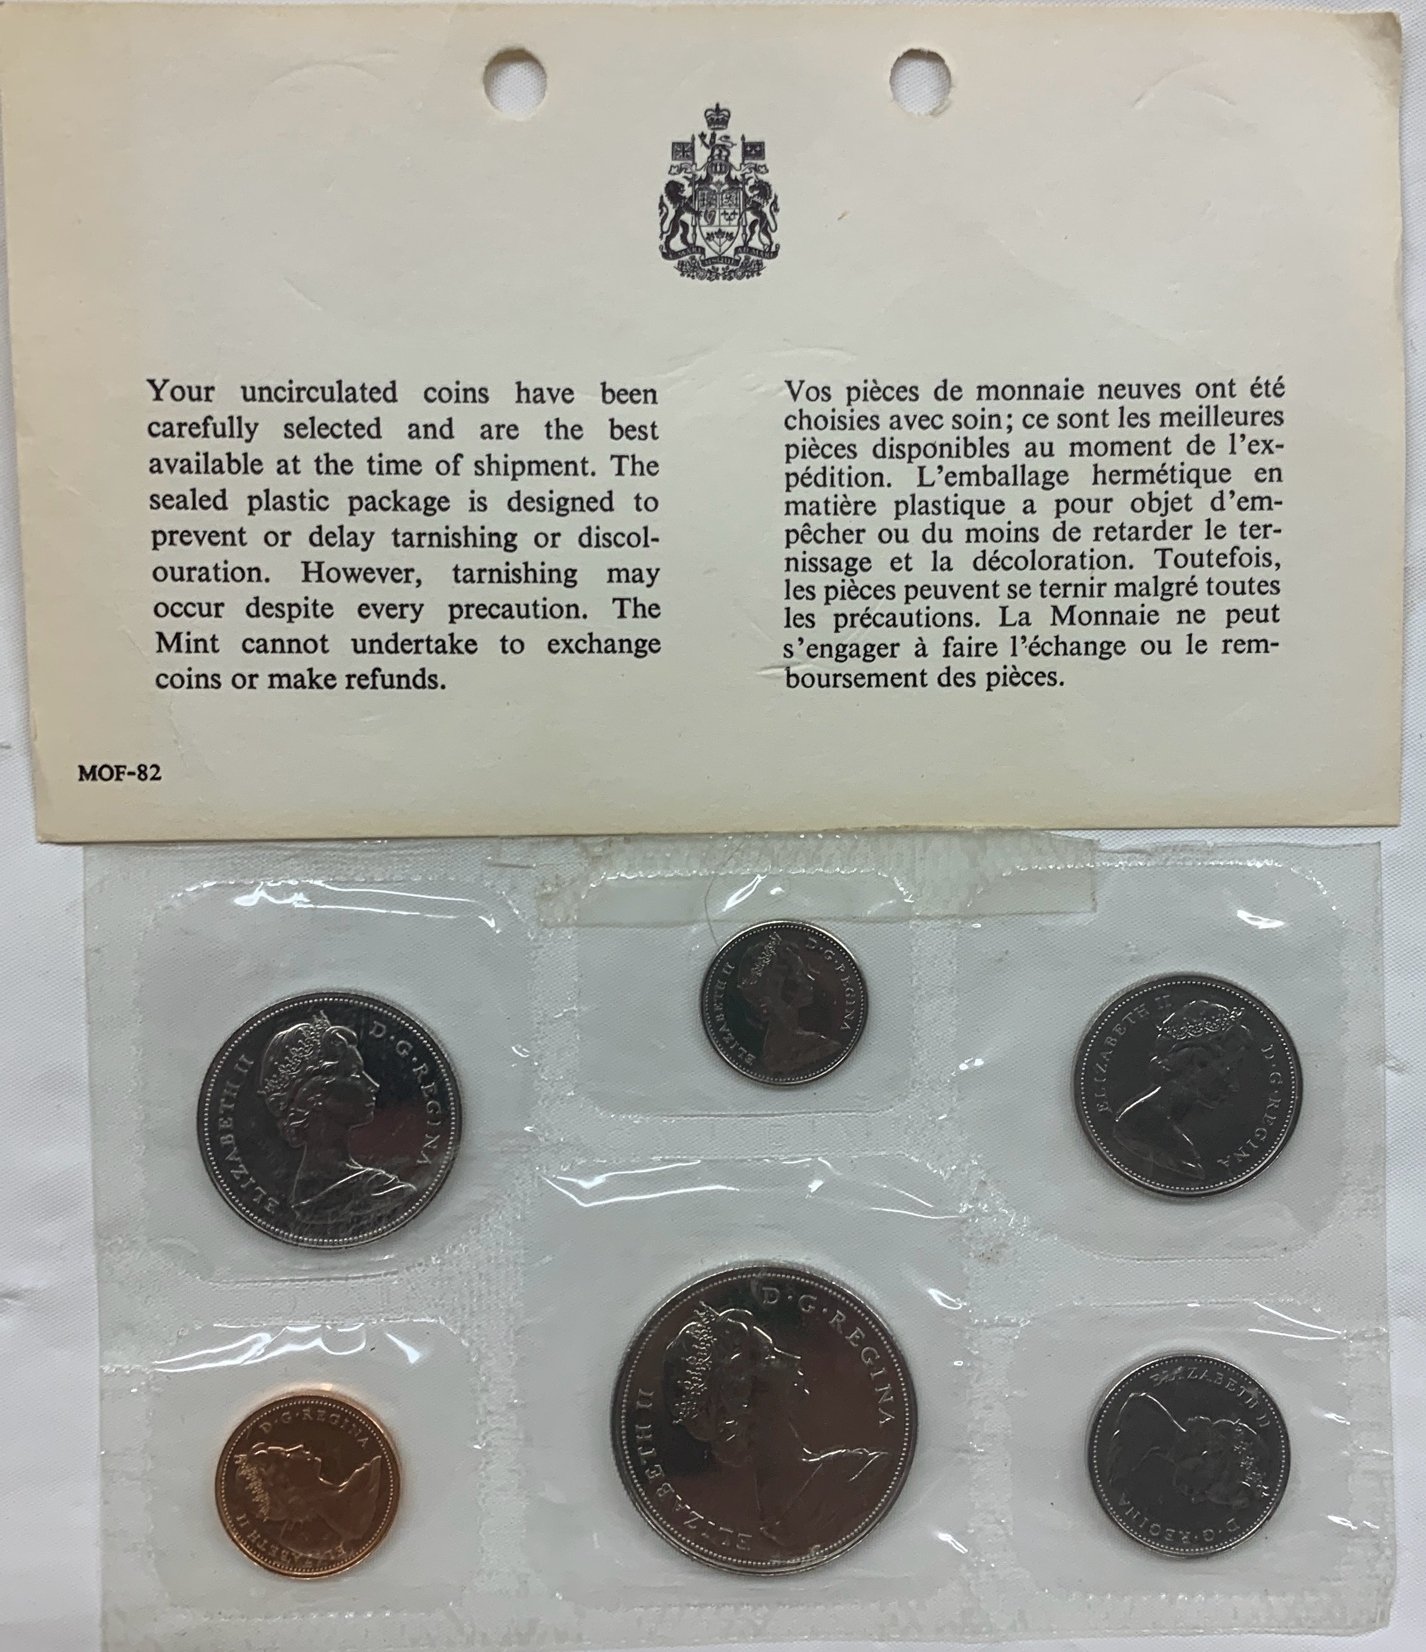 Your uncirculated coins have been
carefully selected and are the best
available at the time of shipment. The
sealed plastic package is designed to
prevent or delay tarnishing or discol-
ouration. However, tarnishing may
occur despite every precaution. The
Mint cannot undertake to exchange
coins or make refunds.
Vos pièces de monnaie neuves ont été
choisies avec soin; ce sont les meilleures
pièces disponibles au moment de l'ex-
pédition. L'emballage hermétique en
matière plastique a pour objet d'em-
pêcher ou du moins de retarder le ter-
nissage et la décoloration. Toutefois,
les pièces peuvent se ternir malgré toutes
les précautions. La Monnaie ne peut
s'engager à faire l'échange ou le rem-
boursement des pièces.
MOF-82
ELIZABETH II D·G·REGINA
ELIZABETH II D·G·REGINA
ELIZABETH II D·G·REGINA
ELIZABETH II D·G·REGINA
ELIZABETH II D·G·REGINA
ELIZABETH II D·G·REGINA